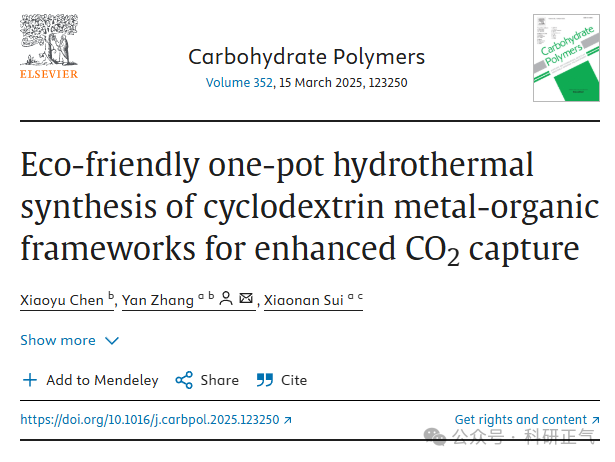 ELSEVIER
Carbohydrate Polymers
Volume 352, 15 March 2025, 123250
Carbohydrate
Polymers
Eco-friendly one-pot hydrothermal
synthesis of cyclodextrin metal-organic
frameworks for enhanced CO₂ capture
Xiaoyu Chen ᵇ, Yan Zhang ᵃ ᵇ, Xiaonan Sui ᵃ ᶜ
Show more
Add to Mendeley Share Cite
https://doi.org/10.1016/j.carbpol.2025.123250 Get rights and content
公众号 · 科研正气